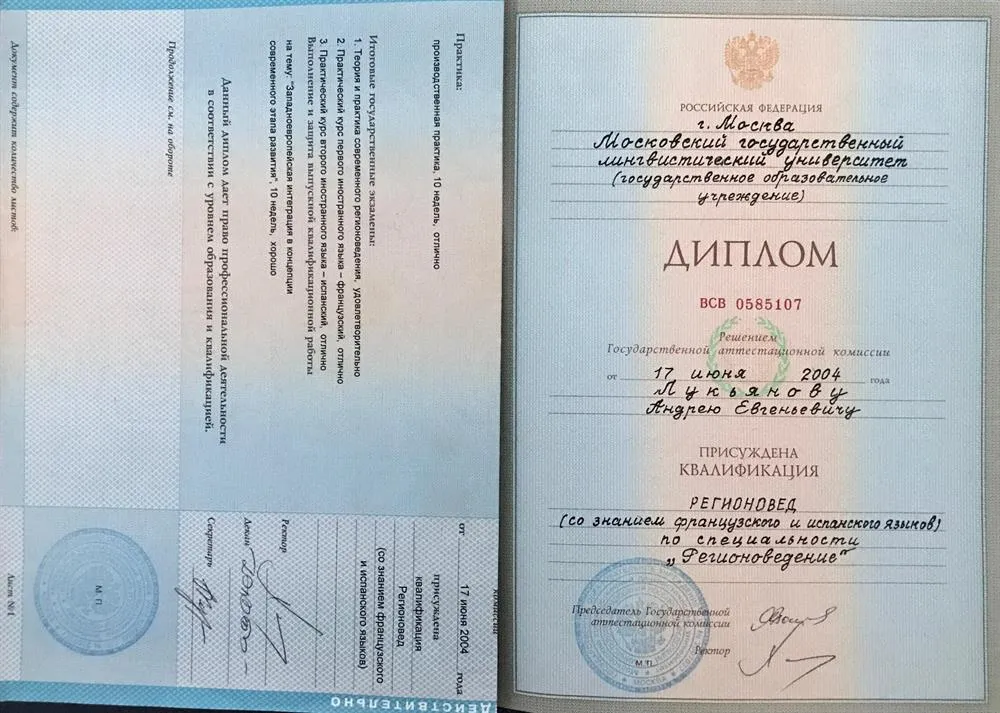 Практика:
производственная практика, 10 недель, отлично
Итоговые государственные экзамены:
1. Теория и практика современного регионоведения, удовлетворительно
2. Практический курс первого иностранного языка – французский, отлично
3. Практический курс второго иностранного языка – испанский, отлично
Выполнение и защита выпускной квалификационной работы
на тему: "Западноевропейская интеграция в концепции
современного этапа развития", 10 недель, хорошо
Данный диплом дает право профессиональной деятельности
в соответствии с уровнем образования и квалификацией.
Продолжение см. на обороте
Документ содержит количество листов:
комиссии
от 17 июня 2004 года
присуждена
квалификация
Регионовед
(со знанием французского
и испанского языков)
Ректор
Декан
Секретарь
М. П.
Лист №1
ДЕЙСТВИТЕЛЬНО
РОССИЙСКАЯ ФЕДЕРАЦИЯ
г. Москва
Московский государственный
лингвистический университет
(государственное образовательное
учреждение)
ДИПЛОМ
ВСВ 0585107
Решением
Государственной аттестационной комиссии
от 17 июня 2004 года
Лукьянову
Андрею Евгеньевичу
ПРИСУЖДЕНА
КВАЛИФИКАЦИЯ
РЕГИОНОВЕД
(со знанием французского и испанского языков)
по специальности
„Регионоведение"
Председатель Государственной
аттестационной комиссии
Ректор
М.П.
МОСКВА